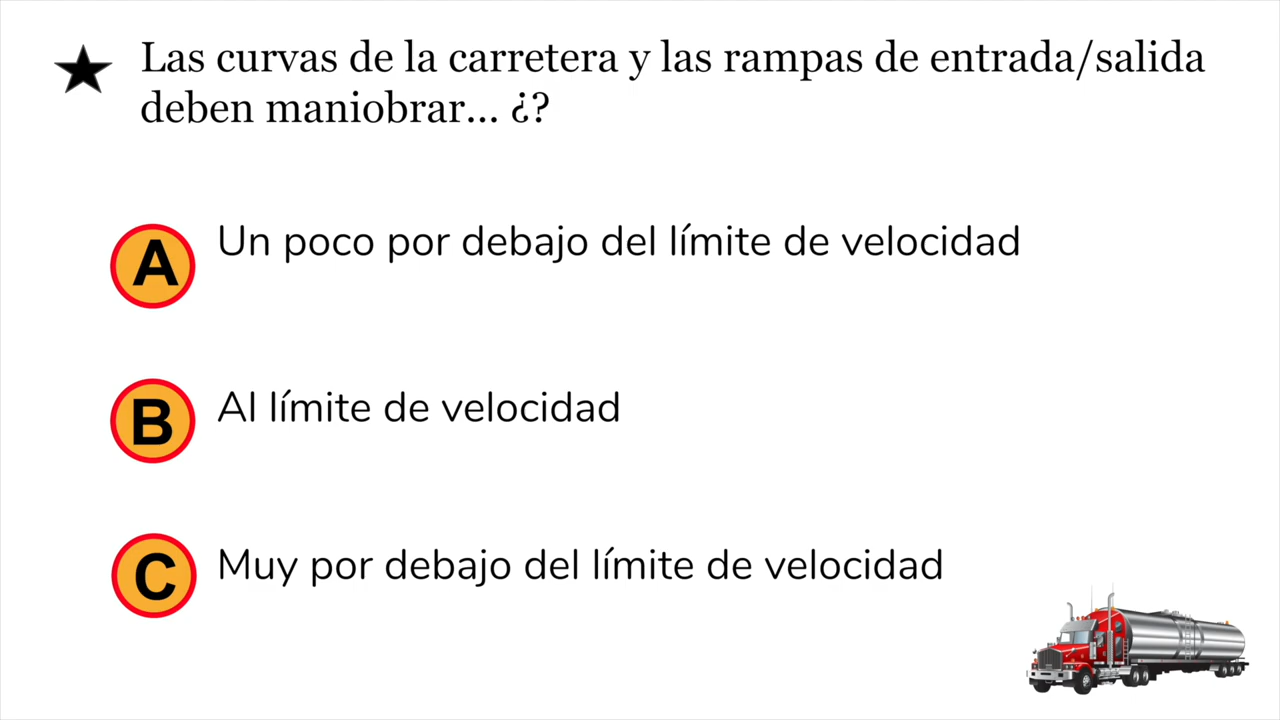 Las curvas de la carretera y las rampas de entrada/salida
deben maniobrar... ¿?
A Un poco por debajo del límite de velocidad
B Al límite de velocidad
C Muy por debajo del límite de velocidad